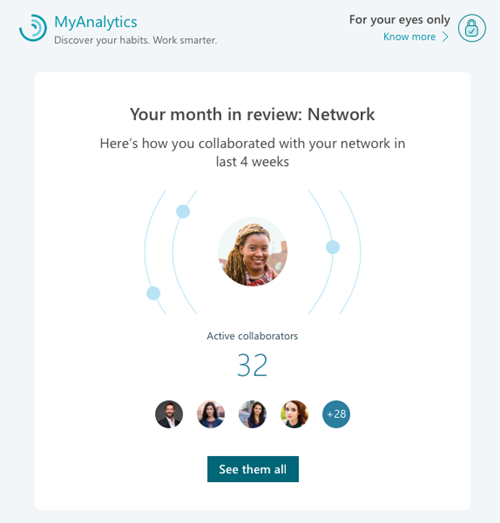 MyAnalytics
Discover your habits. Work smarter.
For your eyes only
Know more
Your month in review: Network
Here's how you collaborated with your network in
last 4 weeks
Active collaborators
32
+28
See them all